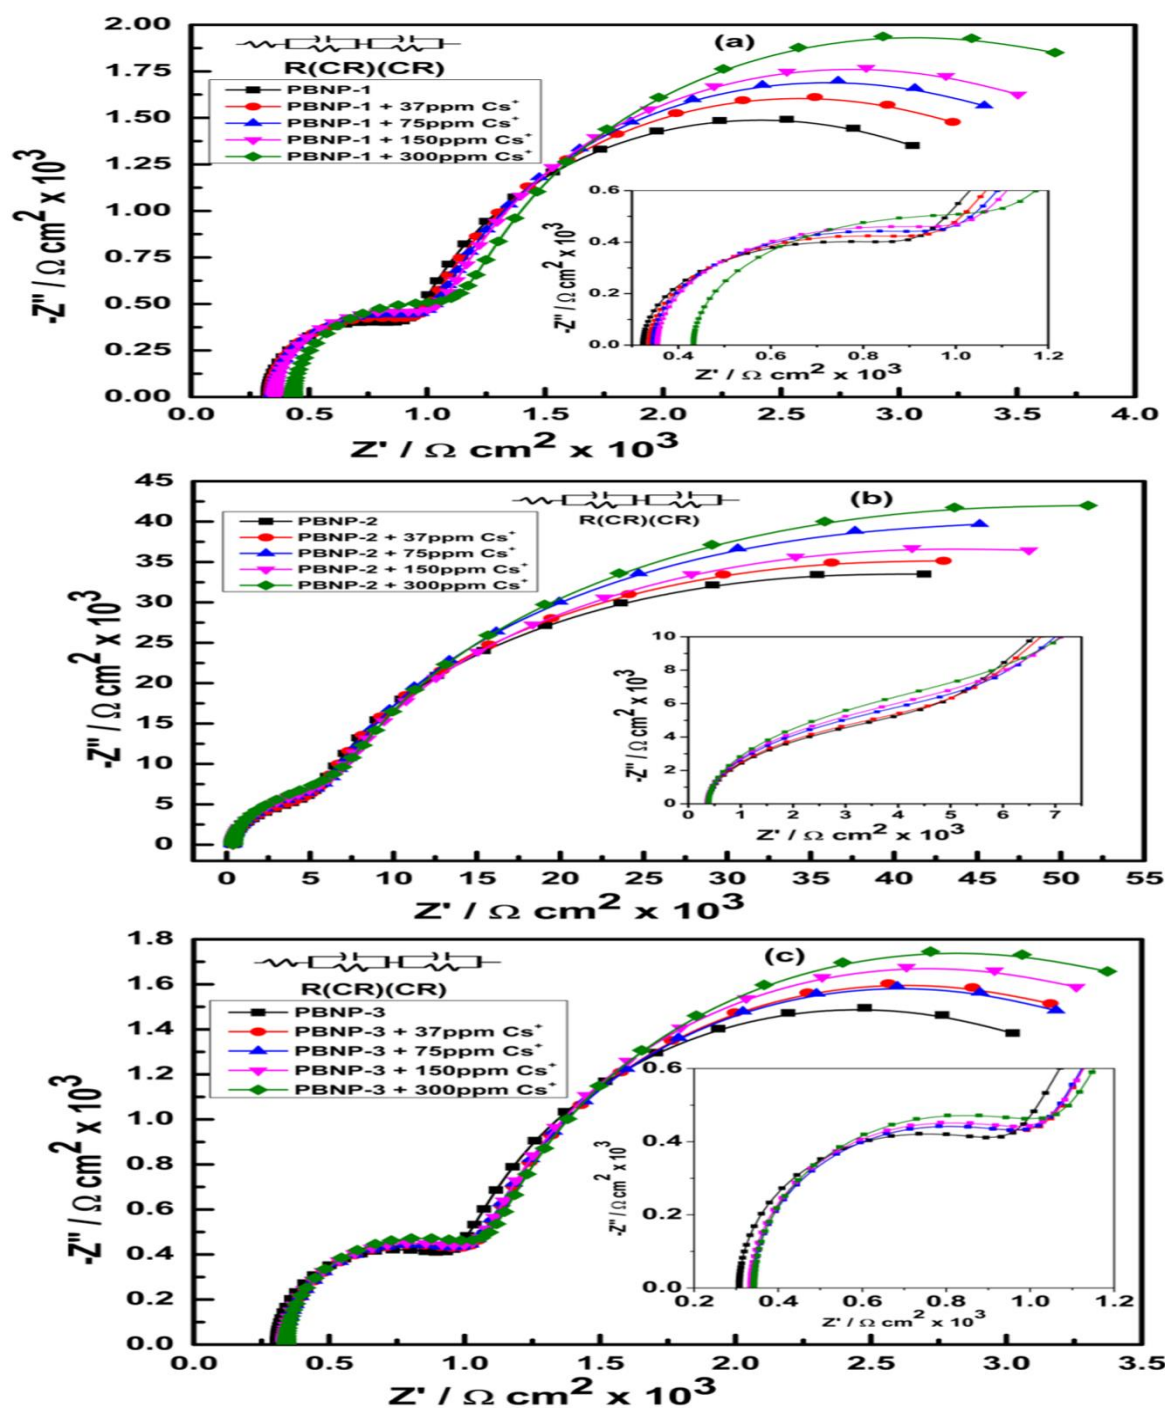 (a)
R(CR)(CR)
PBNP-1
PBNP-1 + 37ppm Cs⁺
PBNP-1 + 75ppm Cs⁺
PBNP-1 + 150ppm Cs⁺
PBNP-1 + 300ppm Cs⁺
2.00
1.75
1.50
1.25
1.00
0.75
0.50
0.25
0.00
-Z" / Ω cm² x 10³
0.6
0.4
0.2
0.0
-Z" / Ω cm² x 10³
0.4 0.6 0.8 1.0 1.2
Z' / Ω cm² x 10³
0.0 0.5 1.0 1.5 2.0 2.5 3.0 3.5 4.0
Z' / Ω cm² x 10³
(b)
R(CR)(CR)
PBNP-2
PBNP-2 + 37ppm Cs⁺
PBNP-2 + 75ppm Cs⁺
PBNP-2 + 150ppm Cs⁺
PBNP-2 + 300ppm Cs⁺
45
40
35
30
25
20
15
10
5
0
-Z" / Ω cm² x 10³
10
8
6
4
2
0
-Z" / Ω cm² x 10³
0 1 2 3 4 5 6 7
Z' / Ω cm² x 10³
0 5 10 15 20 25 30 35 40 45 50 55
Z' / Ω cm² x 10³
(c)
R(CR)(CR)
PBNP-3
PBNP-3 + 37ppm Cs⁺
PBNP-3 + 75ppm Cs⁺
PBNP-3 + 150ppm Cs⁺
PBNP-3 + 300ppm Cs⁺
1.8
1.6
1.4
1.2
1.0
0.8
0.6
0.4
0.2
0.0
-Z" / Ω cm² x 10³
0.6
0.4
0.2
0.0
-Z" / Ω cm² x 10³
0.2 0.4 0.6 0.8 1.0 1.2
Z' / Ω cm² x 10³
0.0 0.5 1.0 1.5 2.0 2.5 3.0 3.5
Z' / Ω cm² x 10³